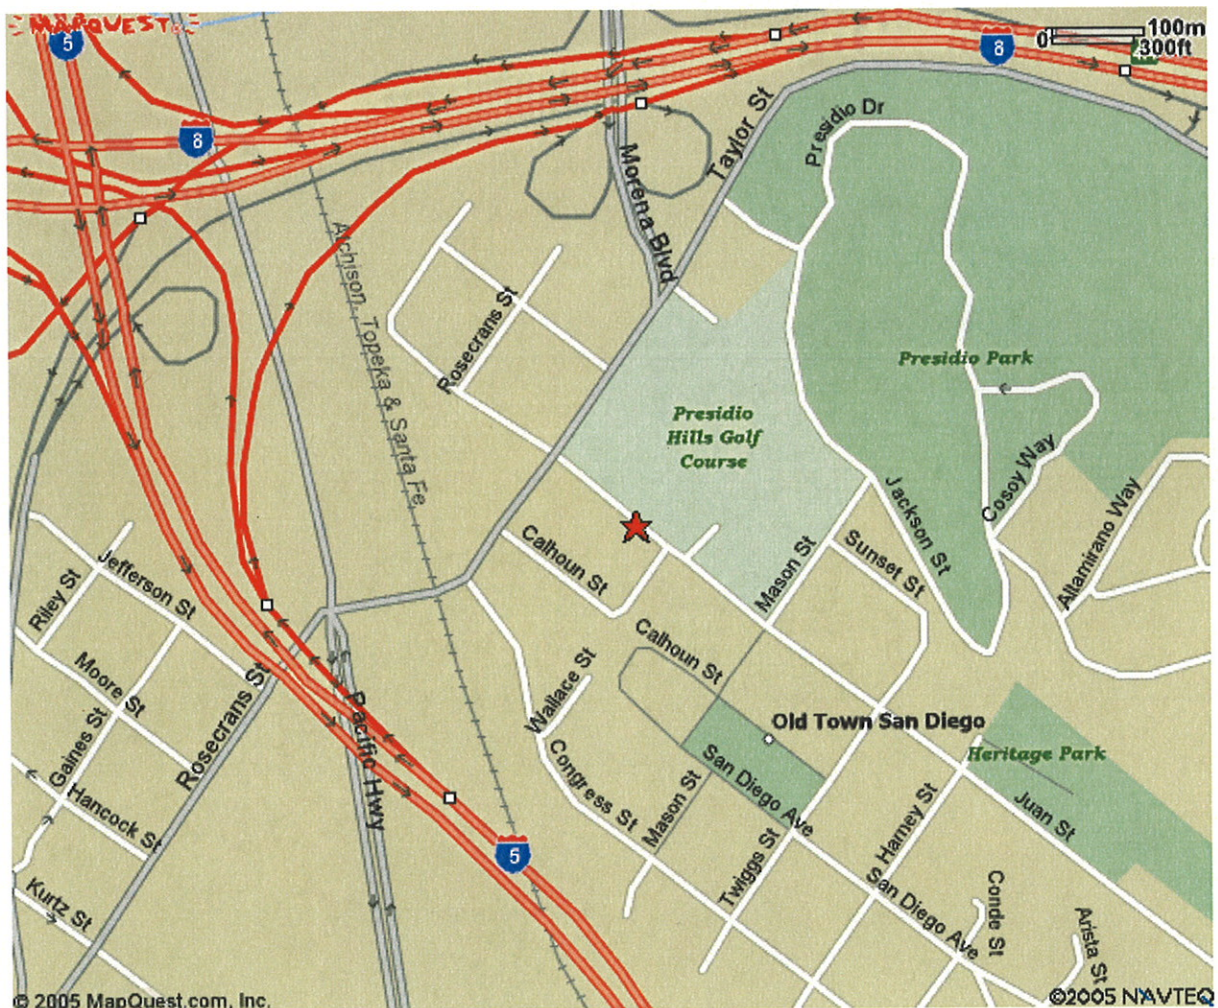 MAPQUEST
5
8
8
0
100m
300ft
Presidio Dr
Taylor St
Morena Blvd
Atchison, Topeka & Santa Fe
Rosecrans St
Presidio Park
Presidio
Hills Golf
Course
Jackson St
Cosoy Way
Altamirano Way
Calhoun St
Mason St
Sunset St
Jefferson St
Riley St
Calhoun St
Moore St
Wallace St
Rosecrans St
Pacific Hwy
Old Town San Diego
Heritage Park
Gaines St
Congress St
San Diego Ave
Mason St
Hancock St
S Harney St
Juan St
5
Twiggs St
San Diego Ave
Conde St
Kurtz St
Arista St
© 2005 MapQuest.com, Inc.
©2005 NAVTEQ